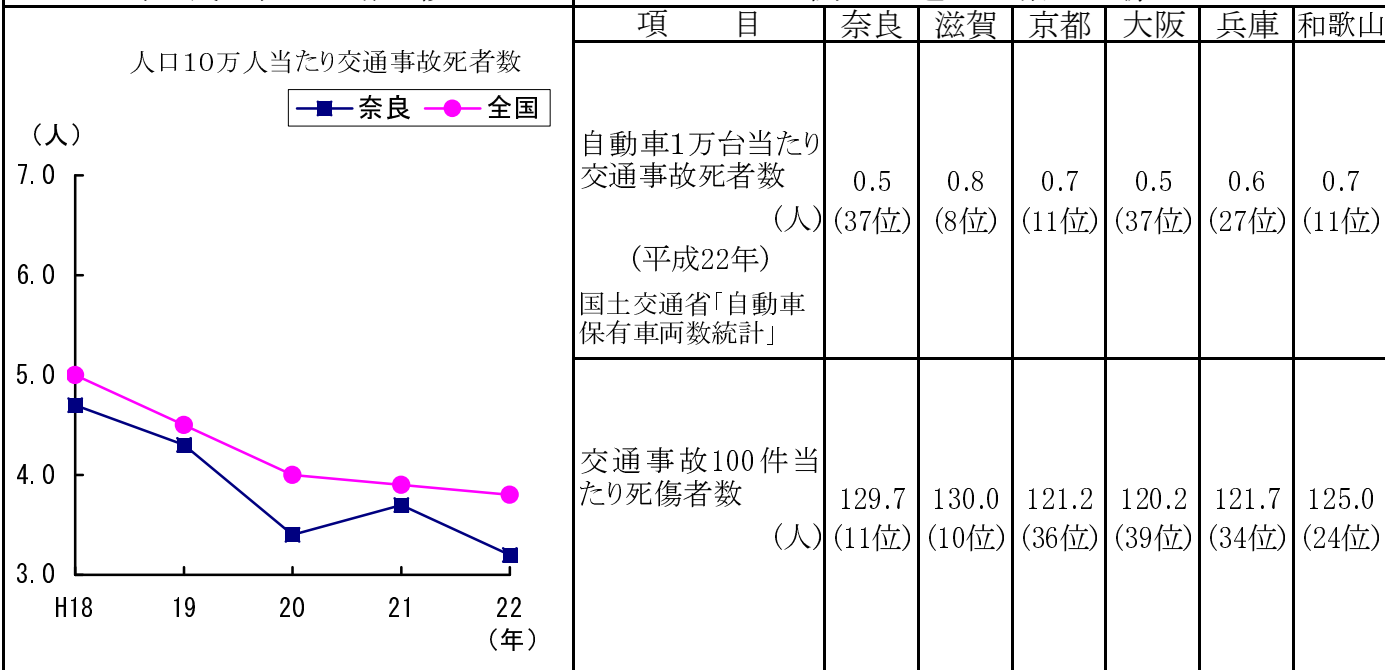 人口10万人当たり交通事故死者数
奈良 全国
(人)
7.0
6.0
5.0
4.0
3.0
H18 19 20 21 22
(年)
項 目 奈良 滋賀 京都 大阪 兵庫 和歌山
自動車1万台当たり
交通事故死者数 0.5 0.8 0.7 0.5 0.6 0.7
(人) (37位) (8位) (11位) (37位) (27位) (11位)
(平成22年)
国土交通省「自動車
保有車両数統計」
交通事故100件当
たり死傷者数 129.7 130.0 121.2 120.2 121.7 125.0
(人) (11位) (10位) (36位) (39位) (34位) (24位)